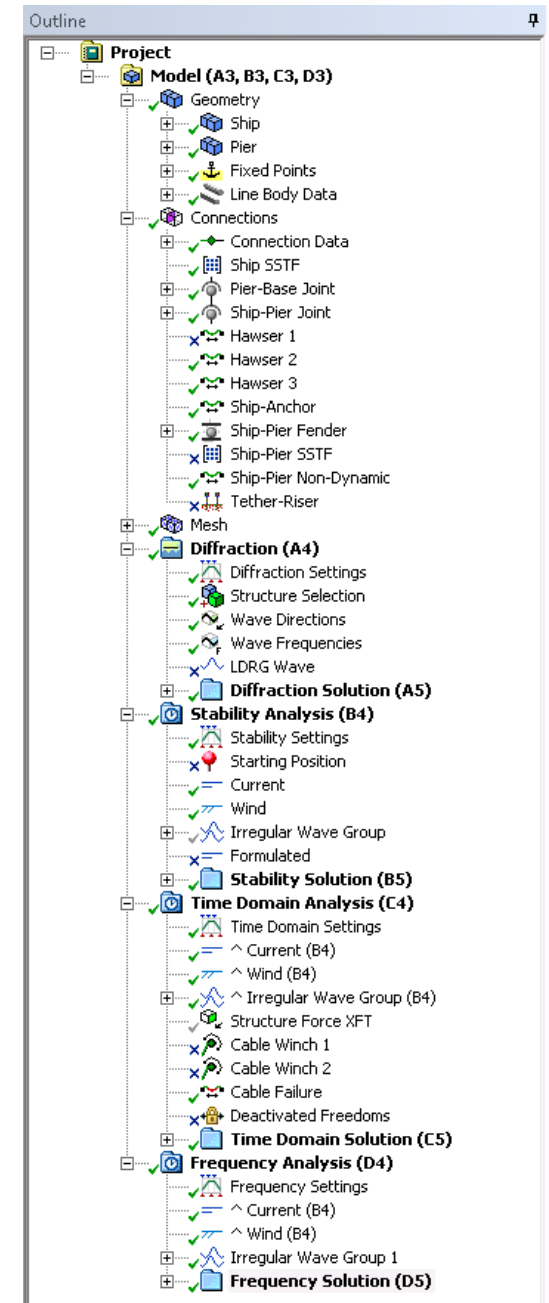 Outline
Project
Model (A3, B3, C3, D3)
Geometry
Ship
Pier
Fixed Points
Line Body Data
Connections
Connection Data
Ship SSTF
Pier-Base Joint
Ship-Pier Joint
Hawser 1
Hawser 2
Hawser 3
Ship-Anchor
Ship-Pier Fender
Ship-Pier SSTF
Ship-Pier Non-Dynamic
Tether-Riser
Mesh
Diffraction (A4)
Diffraction Settings
Structure Selection
Wave Directions
Wave Frequencies
LDRG Wave
Diffraction Solution (A5)
Stability Analysis (B4)
Stability Settings
Starting Position
Current
Wind
Irregular Wave Group
Formulated
Stability Solution (B5)
Time Domain Analysis (C4)
Time Domain Settings
^ Current (B4)
^ Wind (B4)
^ Irregular Wave Group (B4)
Structure Force XFT
Cable Winch 1
Cable Winch 2
Cable Failure
Deactivated Freedoms
Time Domain Solution (C5)
Frequency Analysis (D4)
Frequency Settings
^ Current (B4)
^ Wind (B4)
Irregular Wave Group 1
Frequency Solution (D5)